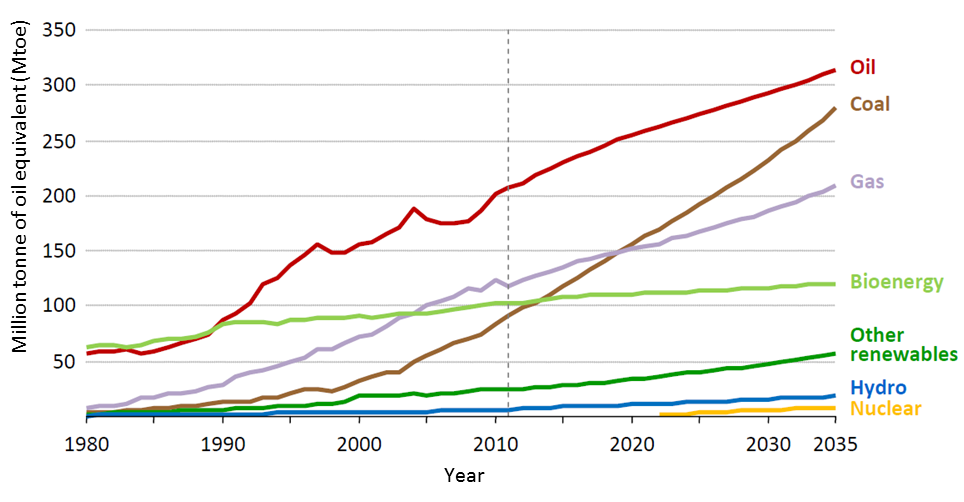 Million tonne of oil equivalent (Mtoe)
350
300
250
200
150
100
50
Oil
Coal
Gas
Bioenergy
Other
renewables
Hydro
Nuclear
1980
1990
2000
2010
2020
2030
2035
Year